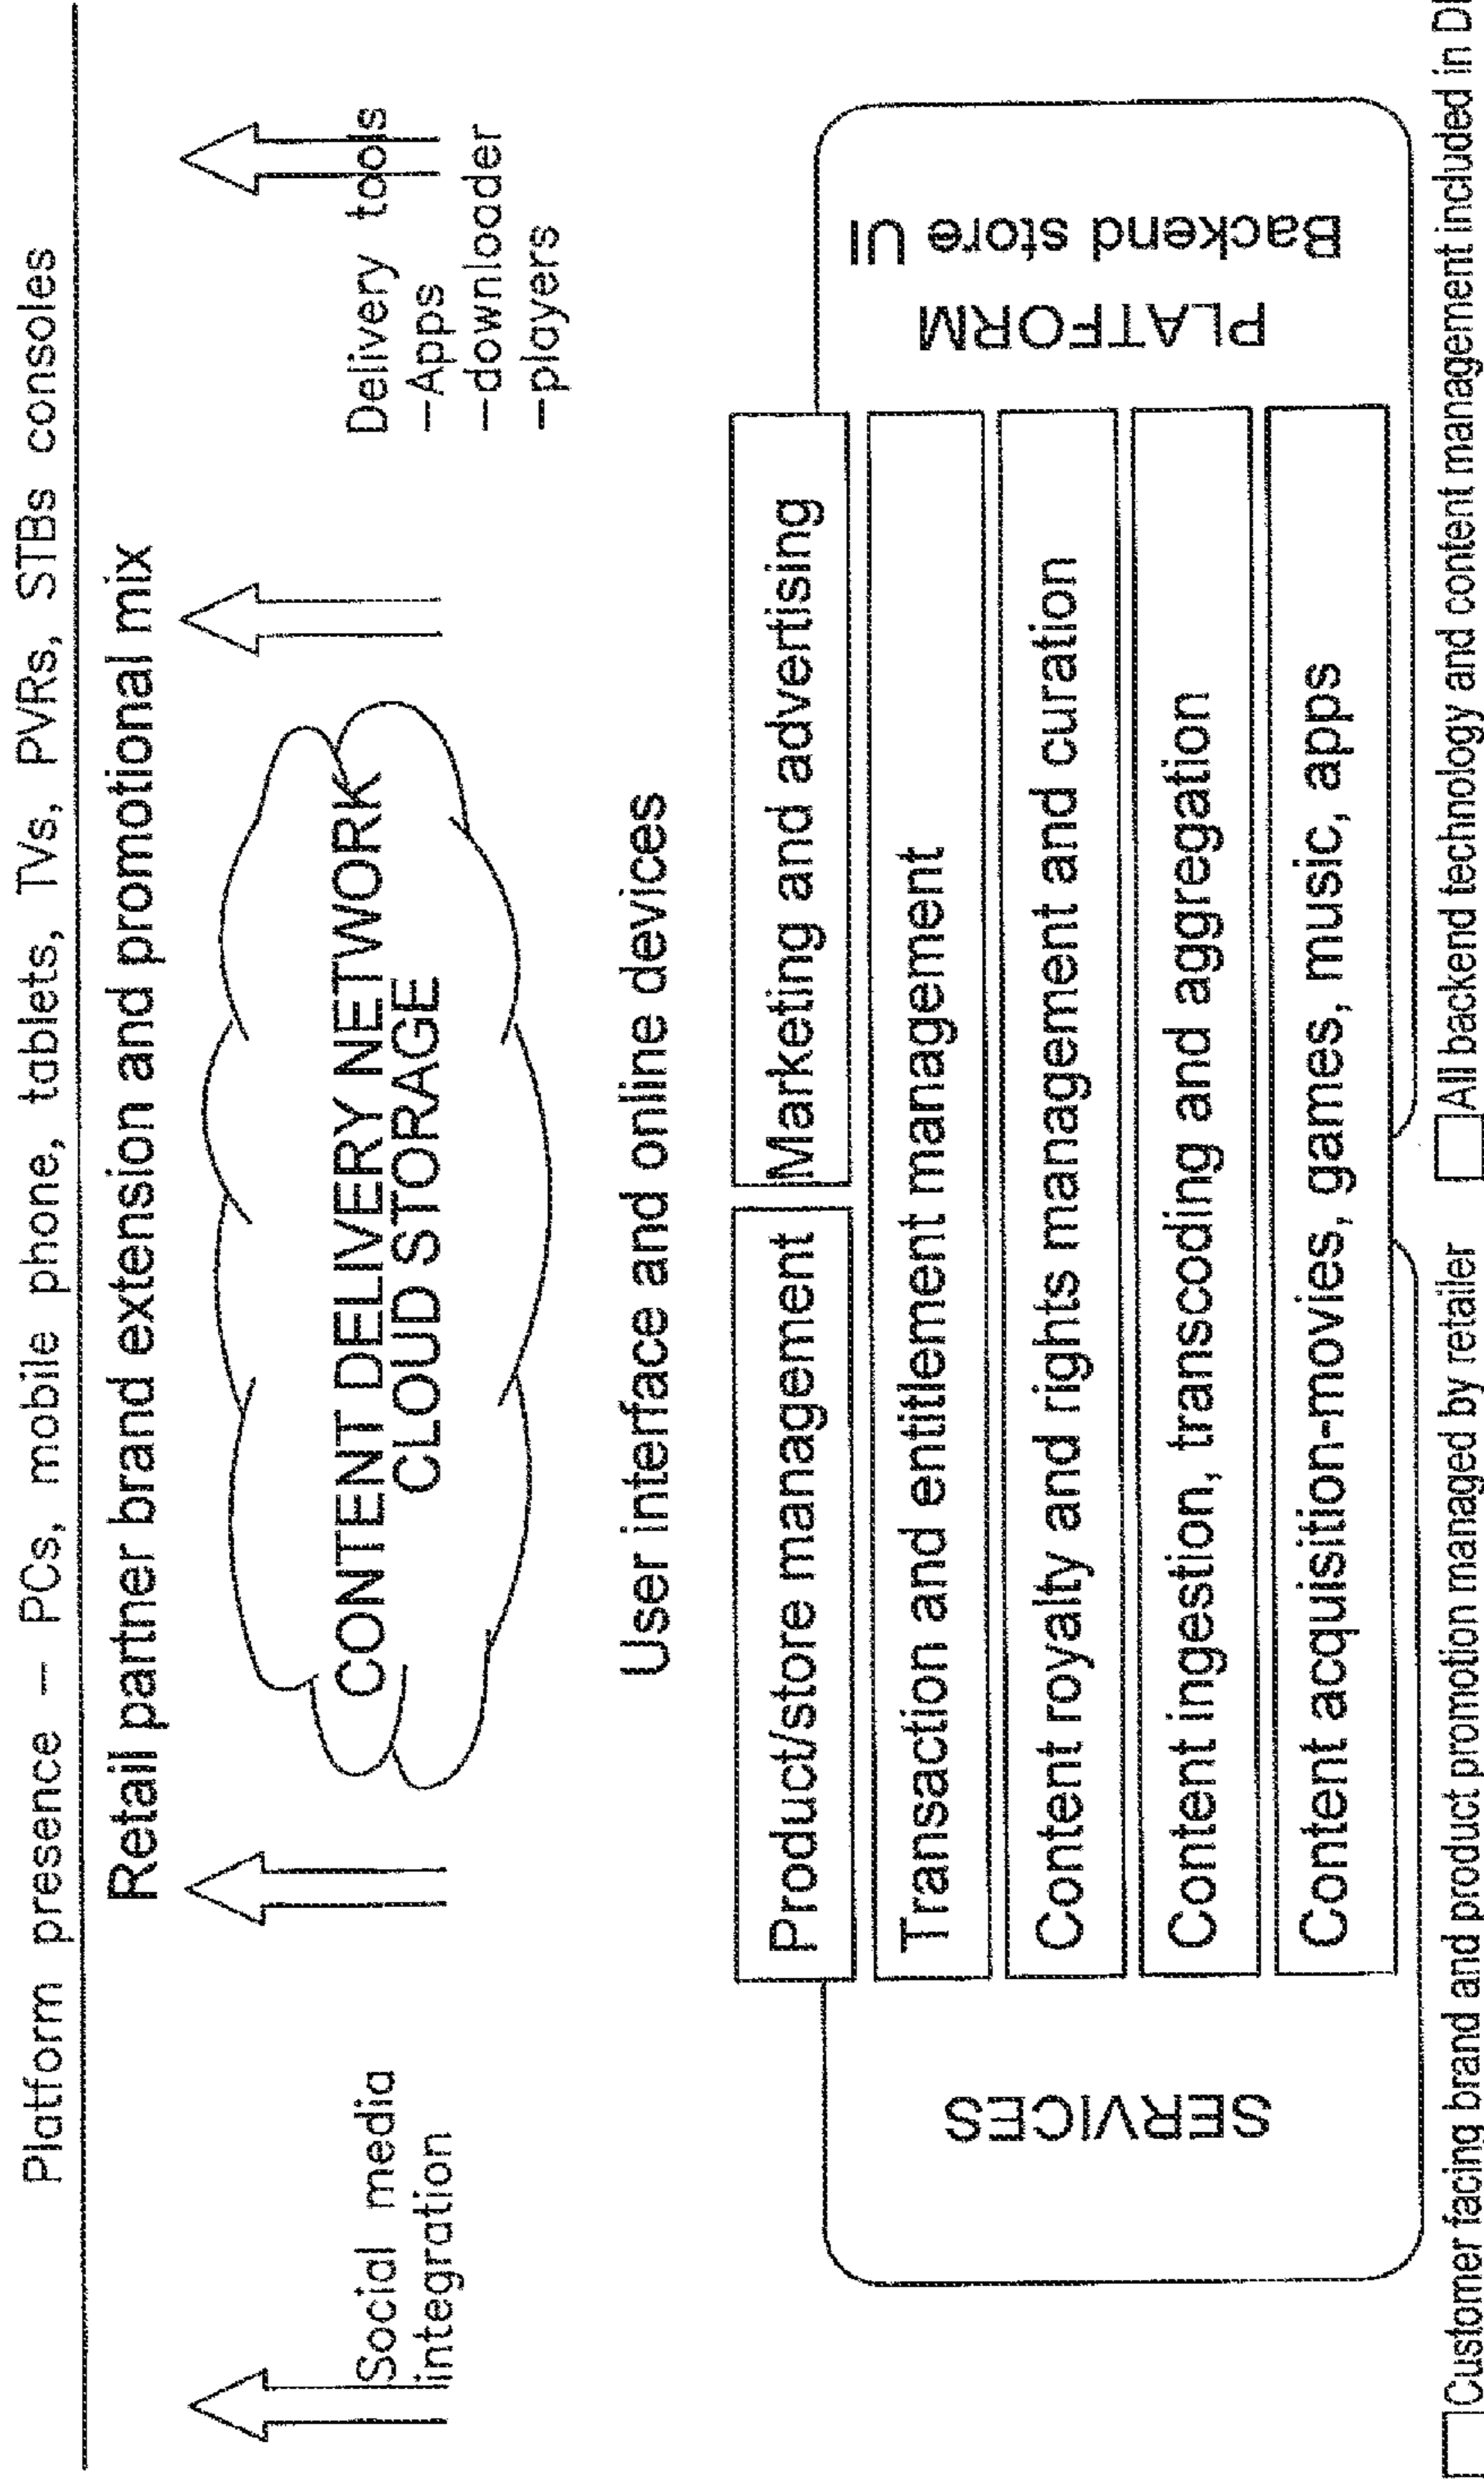 Platform presence – PCs, mobile phone, tablets, TVs, PVRs, STBs consoles
Retail partner brand extension and promotional mix
Social media
integration
CONTENT DELIVERY NETWORK
CLOUD STORAGE
Delivery tools
–Apps
–downloader
–players
User interface and online devices
SERVICES
Product/store management
Marketing and advertising
Transaction and entitlement management
Content royalty and rights management and curation
Content ingestion, transcoding and aggregation
Content acquisition-movies, games, music, apps
PLATFORM
Backend store UI
Customer facing brand and product promotion managed by retailer
All backend technology and content management included in